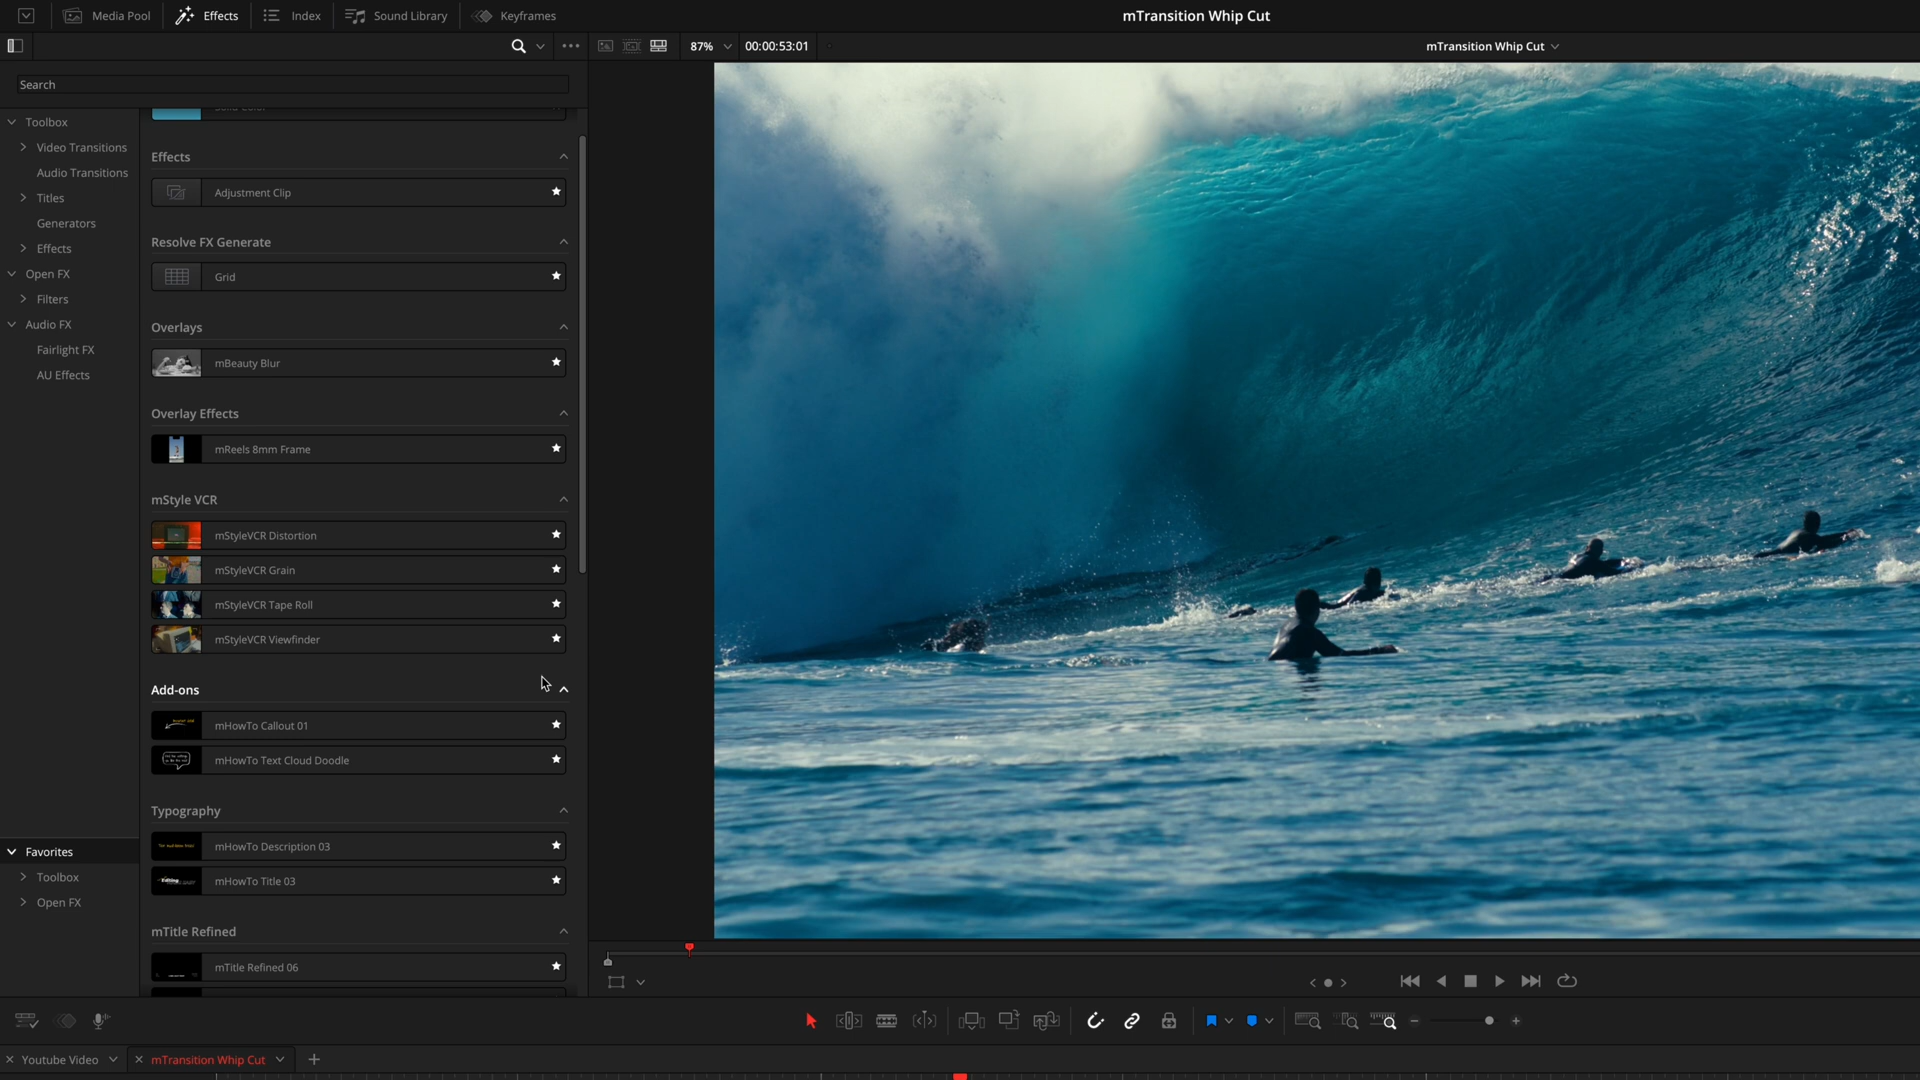 Media Pool
Effects
Index
Sound Library
Keyframes
mTransition Whip Cut
87%
00:00:53:01
mTransition Whip Cut
Search
Toolbox
Video Transitions
Audio Transitions
Titles
Generators
Effects
Open FX
Filters
Audio FX
Fairlight FX
AU Effects
Favorites
Toolbox
Open FX
Solid Color
Effects
Adjustment Clip
Resolve FX Generate
Grid
Overlays
mBeauty Blur
Overlay Effects
mReels 8mm Frame
mStyle VCR
mStyleVCR Distortion
mStyleVCR Grain
mStyleVCR Tape Roll
mStyleVCR Viewfinder
Add-ons
mHowTo Callout 01
mHowTo Text Cloud Doodle
Typography
mHowTo Description 03
mHowTo Title 03
mTitle Refined
mTitle Refined 06
Youtube Video
mTransition Whip Cut